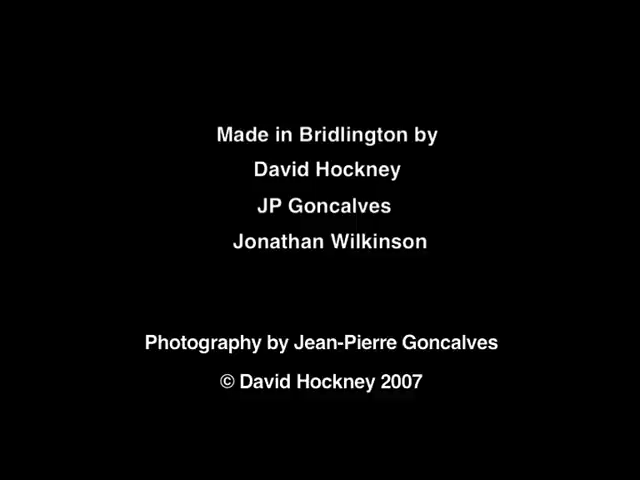 Made in Bridlington by
David Hockney
JP Goncalves
Jonathan Wilkinson
Photography by Jean-Pierre Goncalves
© David Hockney 2007